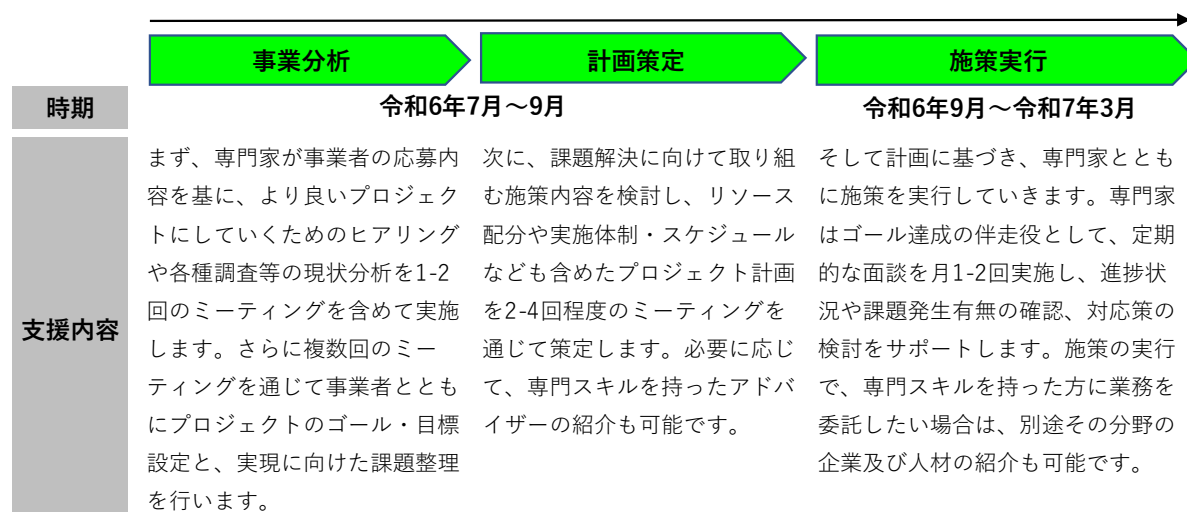 事業分析
計画策定
施策実行
時期
令和6年7月～9月
令和6年9月～令和7年3月
支援内容
まず、専門家が事業者の応募内
容を基に、より良いプロジェク
トにしていくためのヒアリング
や各種調査等の現状分析を1-2
回のミーティングを含めて実施
します。さらに複数回のミー
ティングを通じて事業者ととも
にプロジェクトのゴール・目標
設定と、実現に向けた課題整理
を行います。
次に、課題解決に向けて取り組
む施策内容を検討し、リソース
配分や実施体制・スケジュール
なども含めたプロジェクト計画
を2-4回程度のミーティングを
通じて策定します。必要に応じ
て、専門スキルを持ったアドバ
イザーの紹介も可能です。
そして計画に基づき、専門家ととも
に施策を実行していきます。専門家
はゴール達成の伴走役として、定期
的な面談を月1-2回実施し、進捗状
況や課題発生有無の確認、対応策の
検討をサポートします。施策の実行
で、専門スキルを持った方に業務を
委託したい場合は、別途その分野の
企業及び人材の紹介も可能です。